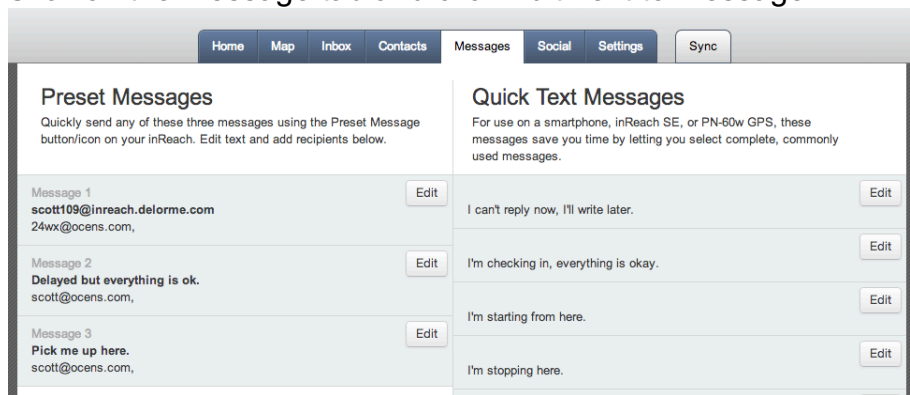 Home Map Inbox Contacts Messages Social Settings Sync
Preset Messages
Quickly send any of these three messages using the Preset Message
button/icon on your inReach. Edit text and add recipients below.
Message 1 Edit
scott109@inreach.delorme.com
24wx@ocens.com,
Message 2 Edit
Delayed but everything is ok.
scott@ocens.com,
Message 3 Edit
Pick me up here.
scott@ocens.com,
Quick Text Messages
For use on a smartphone, inReach SE, or PN-60w GPS, these
messages save you time by letting you select complete, commonly
used messages.
Edit
I can't reply now, I'll write later.
Edit
I'm checking in, everything is okay.
Edit
I'm starting from here.
Edit
I'm stopping here.